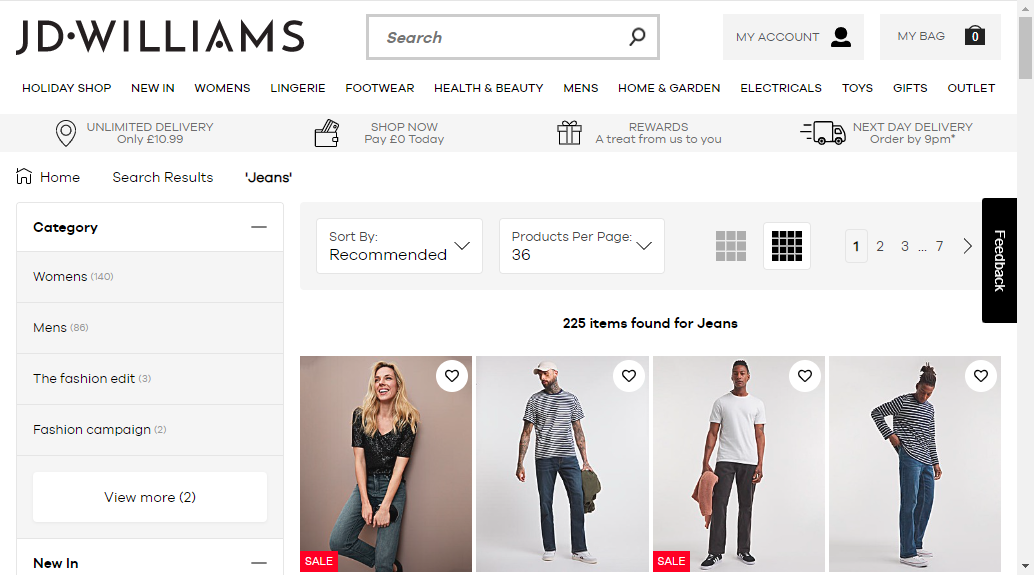 JD·WILLIAMS
Search
MY ACCOUNT
MY BAG
0
HOLIDAY SHOP NEW IN WOMENS LINGERIE FOOTWEAR HEALTH & BEAUTY MENS HOME & GARDEN ELECTRICALS TOYS GIFTS OUTLET
UNLIMITED DELIVERY
Only £10.99
SHOP NOW
Pay £0 Today
REWARDS
A treat from us to you
NEXT DAY DELIVERY
Order by 9pm*
Home Search Results 'Jeans'
Category
Womens (140)
Mens (86)
The fashion edit (3)
Fashion campaign (2)
View more (2)
New In
Sort By:
Recommended
Products Per Page:
36
1 2 3 ... 7
Feedback
225 items found for Jeans
SALE
SALE